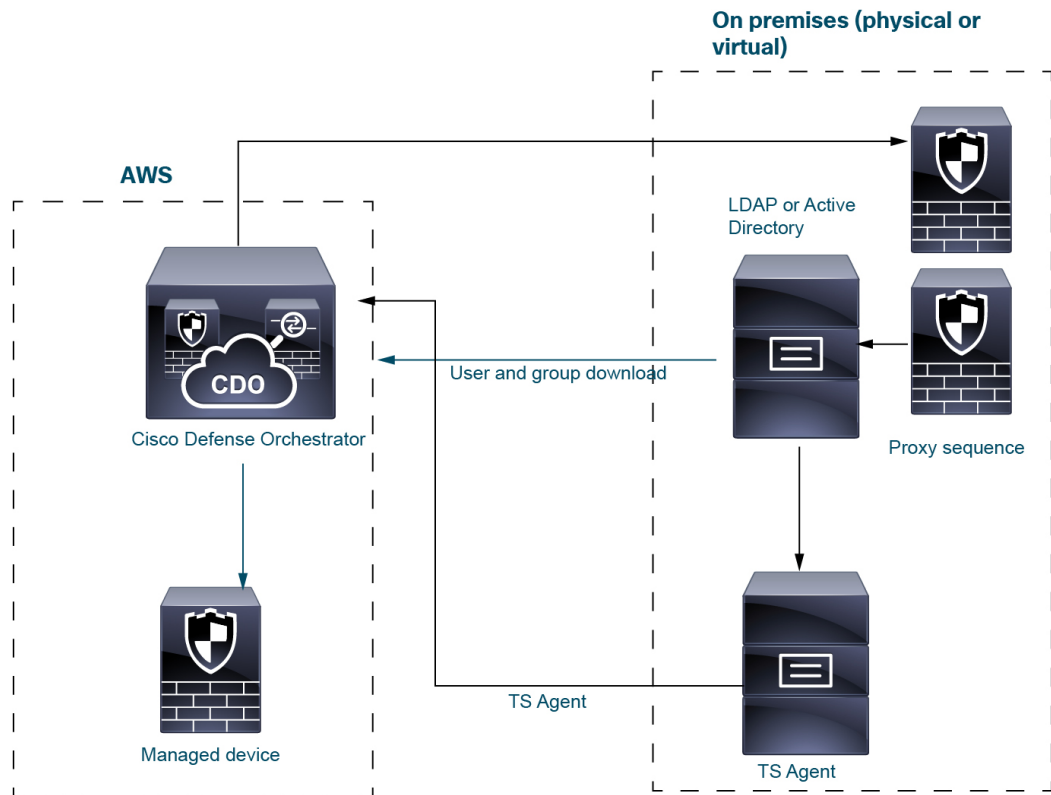 On premises (physical or
virtual)
AWS
LDAP or Active
Directory
CDO
User and group download
Cisco Defense Orchestrator
Proxy sequence
TS Agent
Managed device
TS Agent